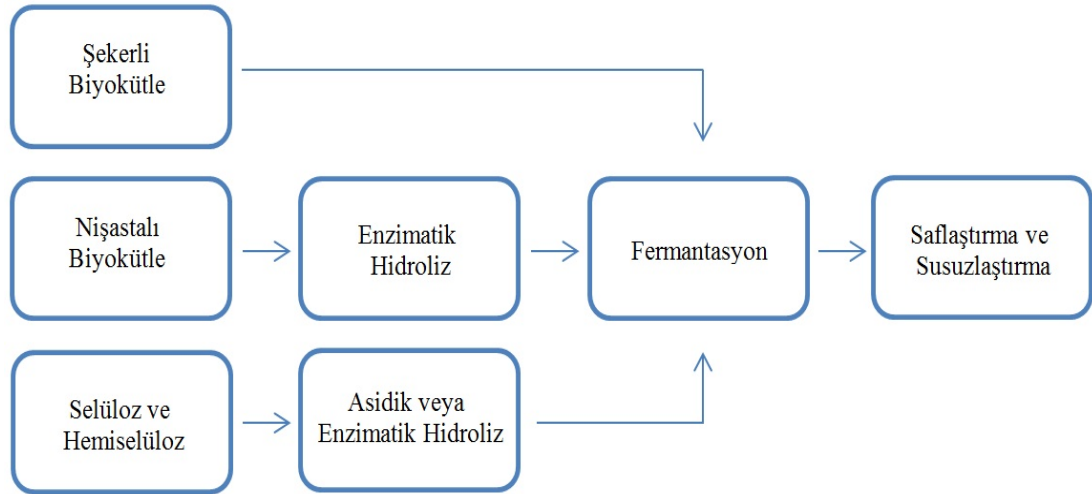 Şekerli
Biyokütle
Nişastalı
Biyokütle
Enzimatik
Hidroliz
Fermantasyon
Saflaştırma ve
Susuzlaştırma
Selüloz ve
Hemiselüloz
Asidik veya
Enzimatik Hidroliz